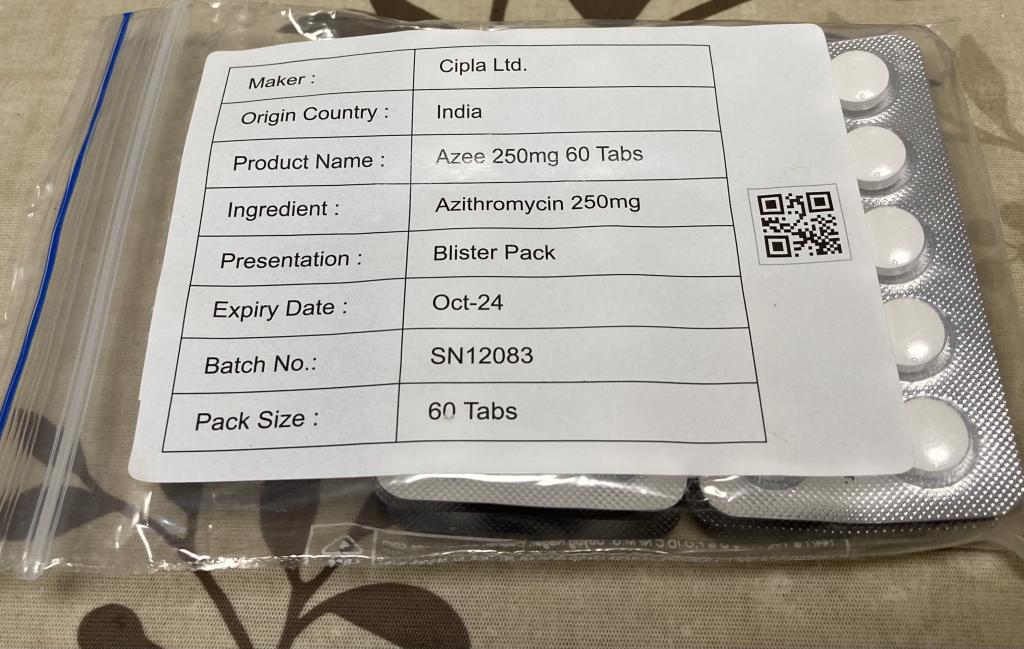 Maker : Cipla Ltd.
Origin Country : India
Product Name : Azee 250mg 60 Tabs
Ingredient : Azithromycin 250mg
Presentation : Blister Pack
Expiry Date : Oct-24
Batch No.: SN12083
Pack Size : 60 Tabs